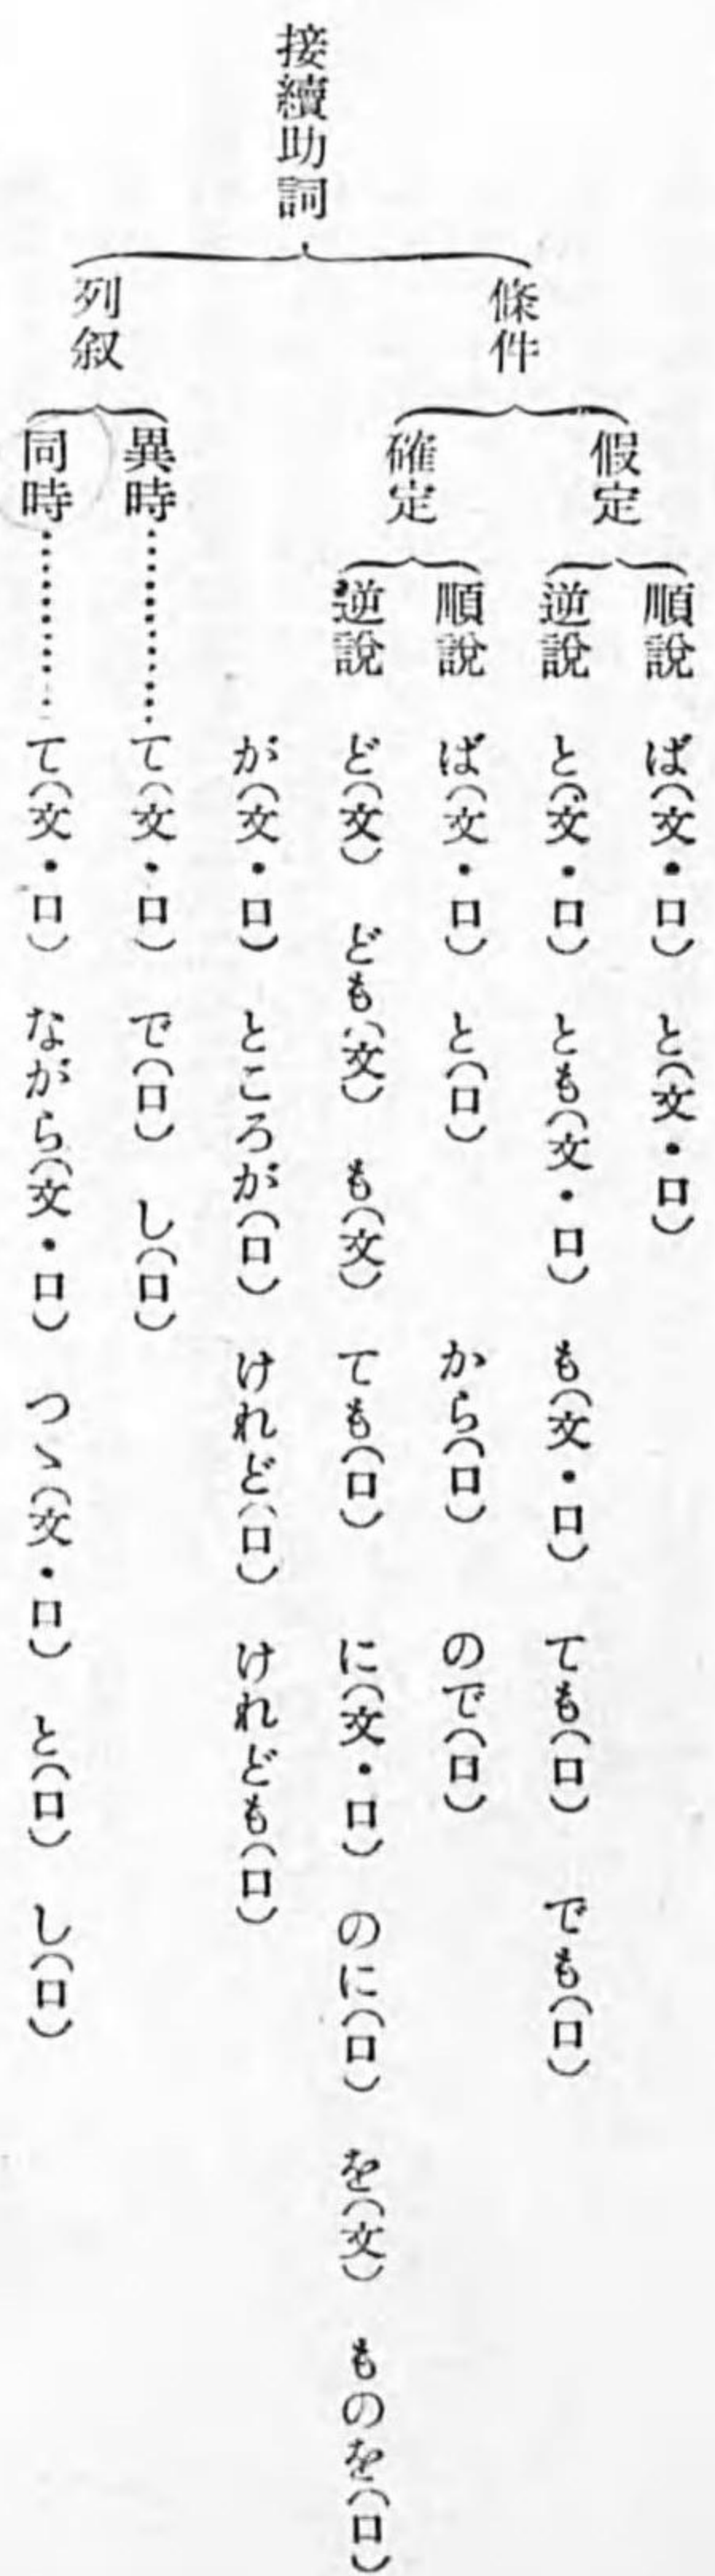 接續助詞
條件
假定
順說 ば(文・口) と(文・口)
逆說 と(文・口) とも(文・口) も(文・口) ても(口) でも(口)
確定
順說 ば(文・口) と(口) から(口) ので(口)
逆說 ど(文) ども(文) も(文) ても(口) に(文・口) のに(口) を(文) ものを(口)
が(文・口) ところが(口) けれど(口) けれども(口)
列叙
異時…………て(文・口) で(口) し(口)
同時…………て(文・口) ながら(文・口) つゝ(文・口) と(口) し(口)